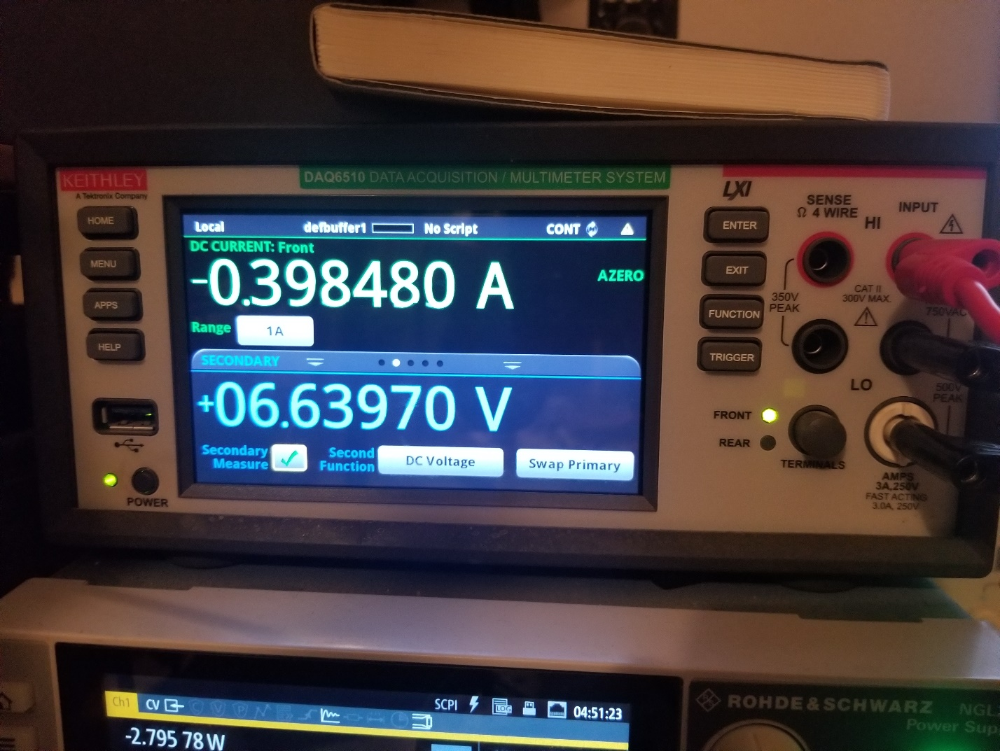 KEITHLEY
A Tektronix Company
DAQ6510 DATA ACQUISITION / MULTIMETER SYSTEM
LXI
HOME
MENU
APPS
HELP
POWER
Local defbuffer1 No Script CONT
DC CURRENT: Front
-0.398480 A
AZERO
Range 1A
SECONDARY
+06.63970 V
Secondary Measure
Second Function
DC Voltage
Swap Primary
ENTER
EXIT
FUNCTION
TRIGGER
SENSE
Ω 4 WIRE
INPUT
HI
350V
PEAK
CAT II
300V MAX.
750VAC
LO
500V
PEAK
FRONT
REAR
TERMINALS
AMPS
3A,250V
FAST ACTING
3.0A, 250V
Ch1 CV SCPI LOG 04:51:23
-2.795 78 W
ROHDE & SCHWARZ
Power